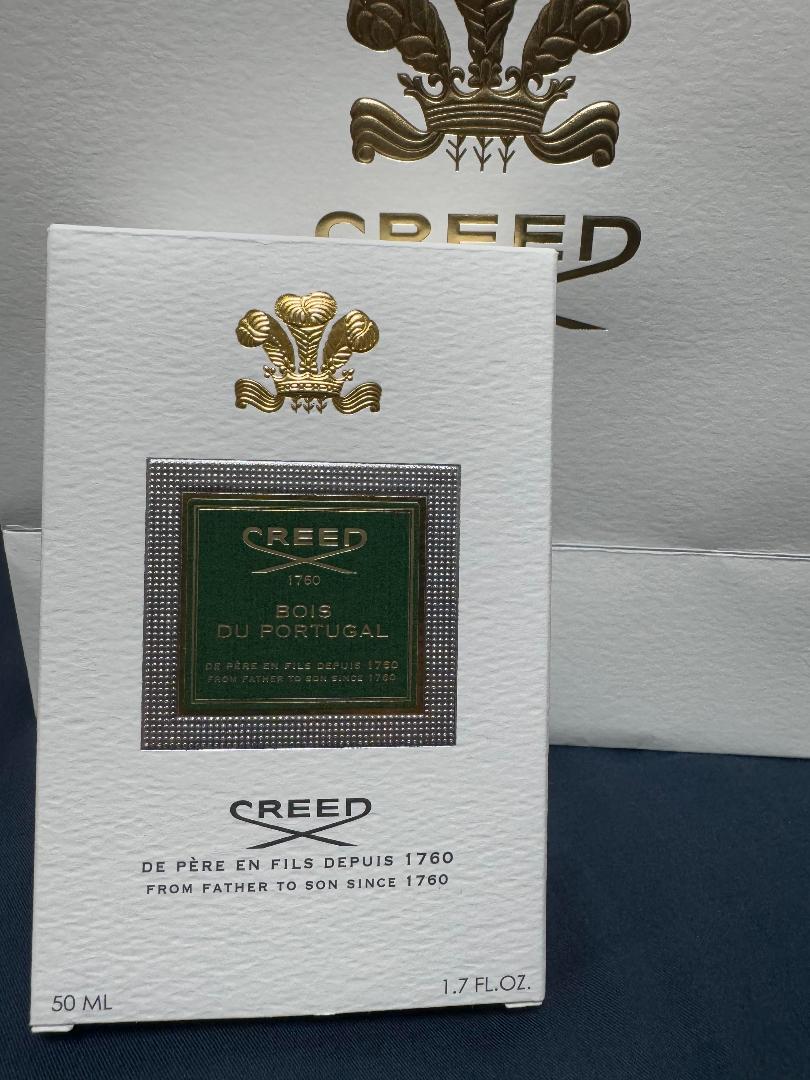 CREED
CREED
1760
BOIS
DU PORTUGAL
DE PÈRE EN FILS DEPUIS 1760
FROM FATHER TO SON SINCE 1760
CREED
DE PÈRE EN FILS DEPUIS 1760
FROM FATHER TO SON SINCE 1760
50 ML
1.7 FL.OZ.